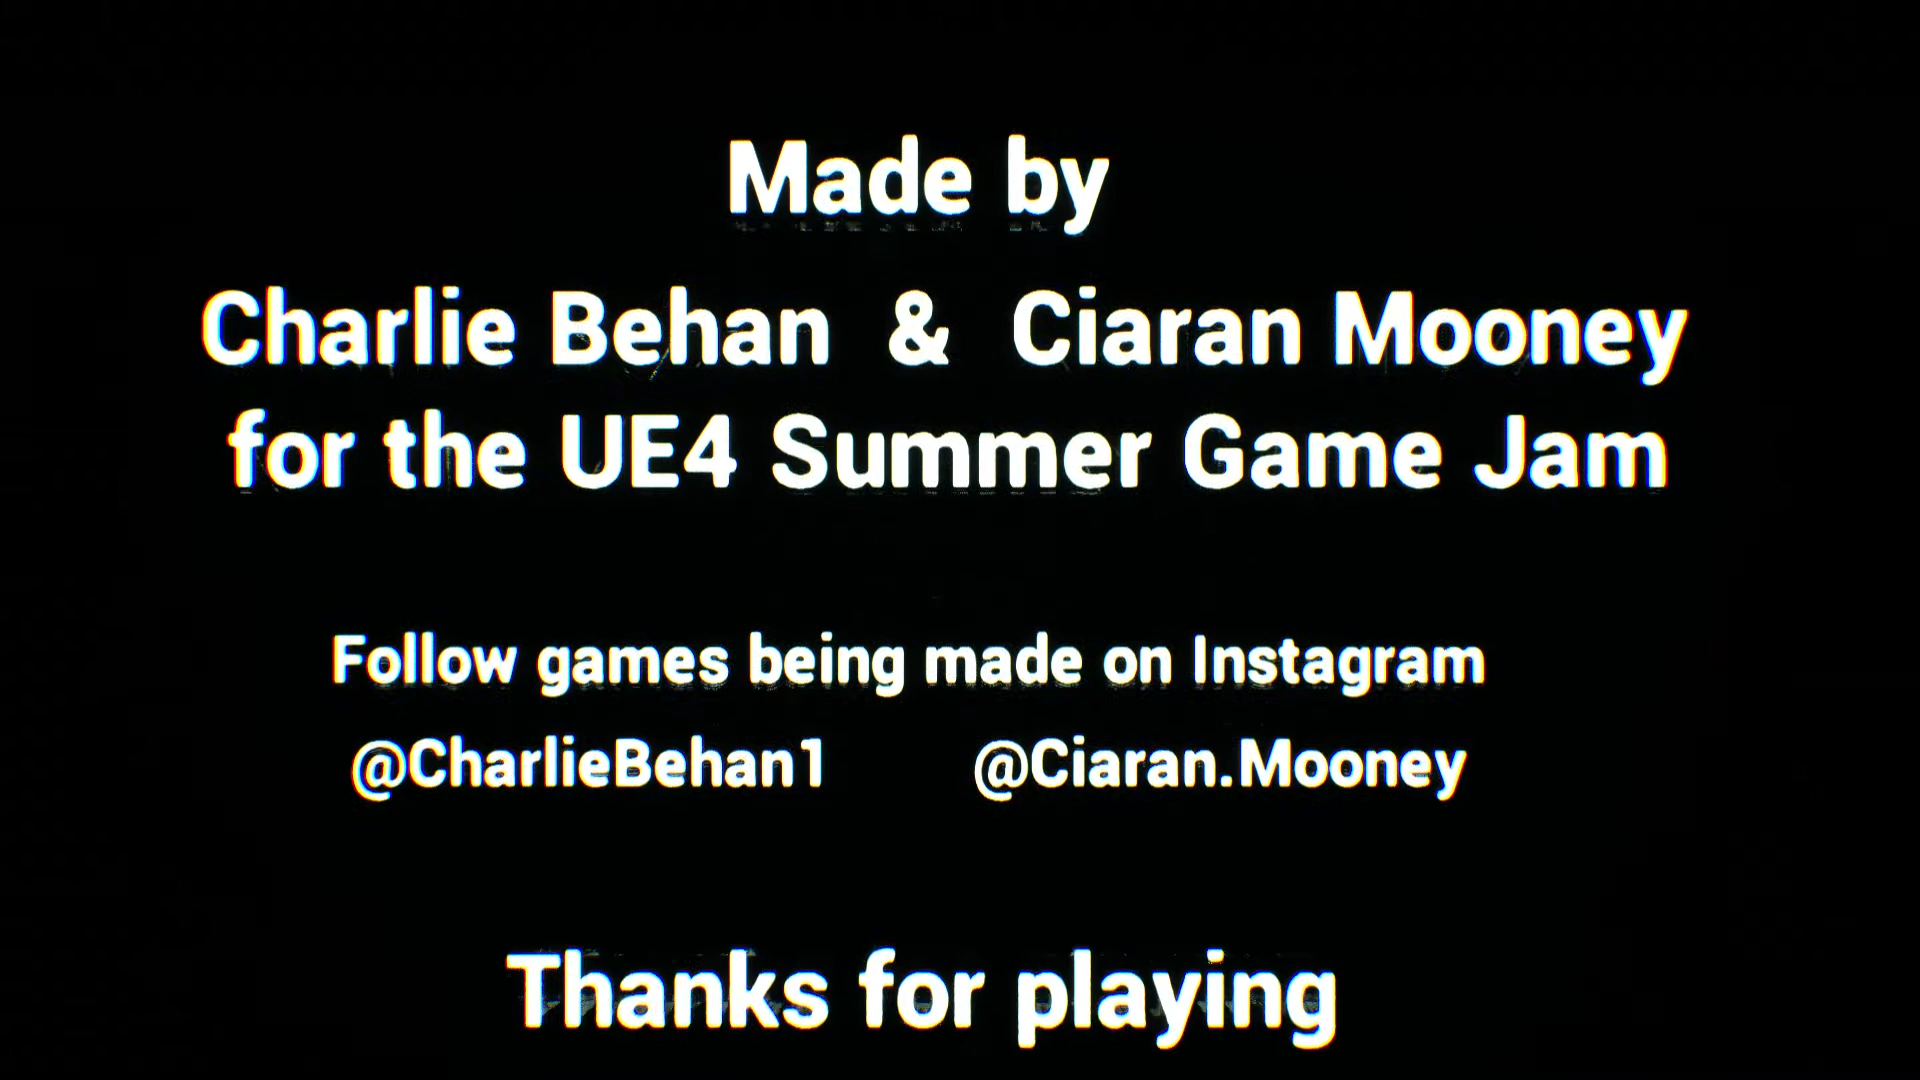 Made by
Charlie Behan & Ciaran Mooney
for the UE4 Summer Game Jam
Follow games being made on Instagram
@CharlieBehan1 @Ciaran.Mooney
Thanks for playing